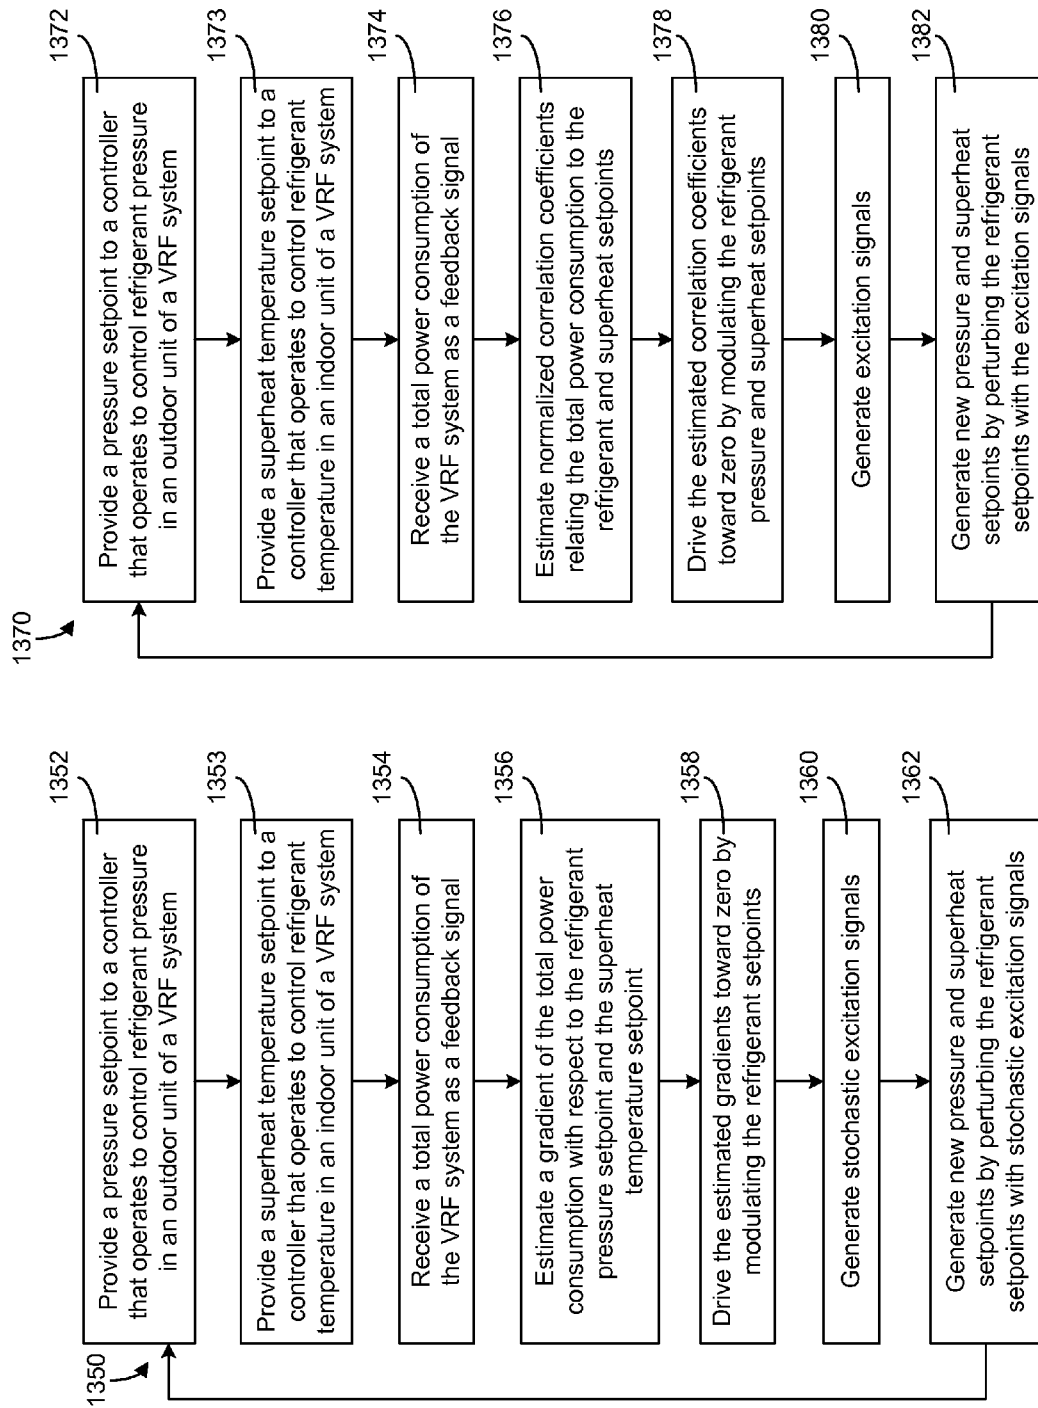 1350
Provide a pressure setpoint to a controller
that operates to control refrigerant pressure
in an outdoor unit of a VRF system
1352
Provide a superheat temperature setpoint to a
controller that operates to control refrigerant
temperature in an indoor unit of a VRF system
1353
Receive a total power consumption of
the VRF system as a feedback signal
1354
Estimate a gradient of the total power
consumption with respect to the refrigerant
pressure setpoint and the superheat
temperature setpoint
1356
Drive the estimated gradients toward zero by
modulating the refrigerant setpoints
1358
Generate stochastic excitation signals
1360
Generate new pressure and superheat
setpoints by perturbing the refrigerant
setpoints with stochastic excitation signals
1362
1370
Provide a pressure setpoint to a controller
that operates to control refrigerant pressure
in an outdoor unit of a VRF system
1372
Provide a superheat temperature setpoint to a
controller that operates to control refrigerant
temperature in an indoor unit of a VRF system
1373
Receive a total power consumption of
the VRF system as a feedback signal
1374
Estimate normalized correlation coefficients
relating the total power consumption to the
refrigerant and superheat setpoints
1376
Drive the estimated correlation coefficients
toward zero by modulating the refrigerant
pressure and superheat setpoints
1378
Generate excitation signals
1380
Generate new pressure and superheat
setpoints by perturbing the refrigerant
setpoints with the excitation signals
1382